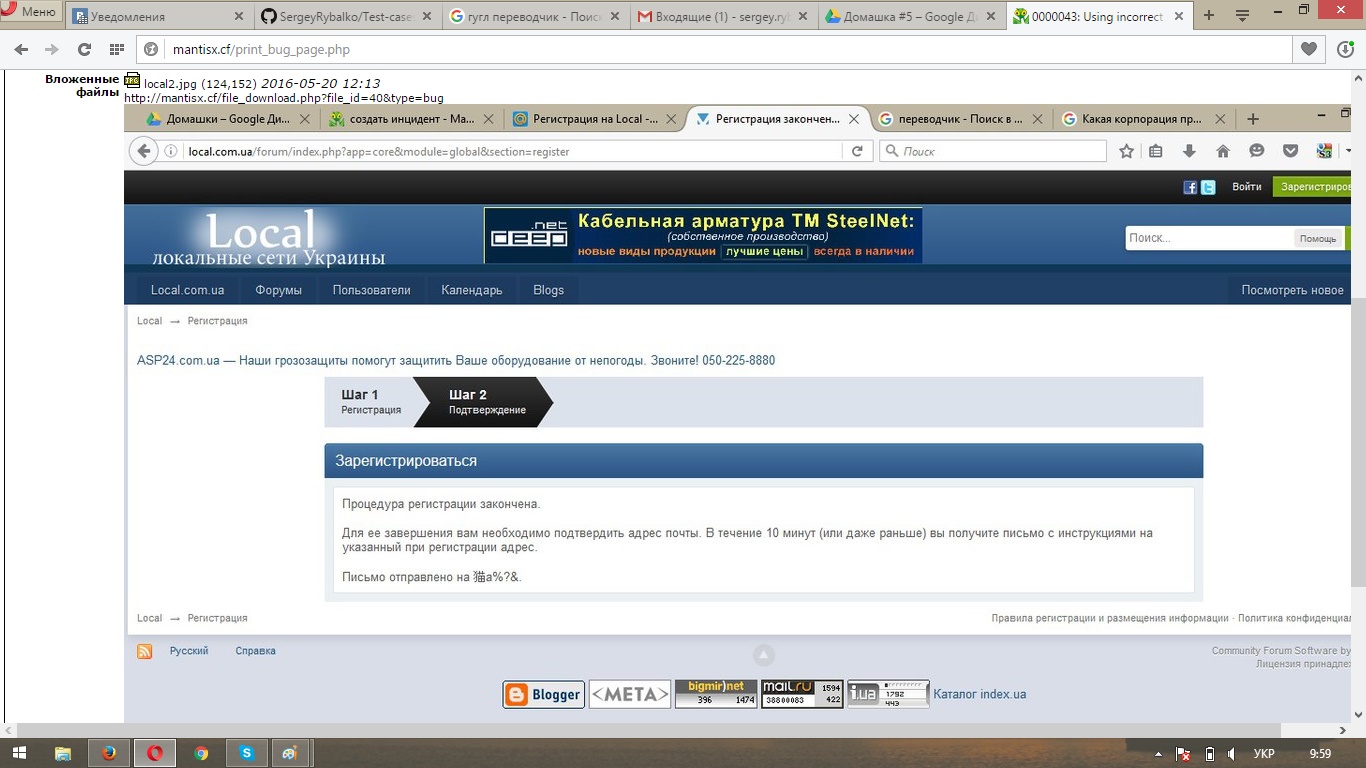 Меню
Уведомления
SergeyRybalko/Test-case
гугл переводчик - Поиск
Входящие (1) - sergey.ryb
Домашка #5 – Google Ди
0000043: Using incorrect
mantisx.cf/print_bug_page.php
Вложенные файлы
local2.jpg (124,152) 2016-05-20 12:13
http://mantisx.cf/file_download.php?file_id=40&type=bug
Домашки – Google Ди...
создать инцидент - Ma...
Регистрация на Local -...
Регистрация закончен...
переводчик - Поиск в ...
Какая корпорация пр...
local.com.ua/forum/index.php?app=core&module=global&section=register
Поиск
Войти
Зарегистриров
Local
локальные сети Украины
.net
deep
Кабельная арматура ТМ SteelNet:
(собственное производство)
новые виды продукции лучшие цены всегда в наличии
Поиск...
Помощь
Local.com.ua
Форумы
Пользователи
Календарь
Blogs
Посмотреть новое
Local → Регистрация
ASP24.com.ua — Наши грозозащиты помогут защитить Ваше оборудование от непогоды. Звоните! 050-225-8880
Шаг 1
Регистрация
Шаг 2
Подтверждение
Зарегистрироваться
Процедура регистрации закончена.
Для ее завершения вам необходимо подтвердить адрес почты. В течение 10 минут (или даже раньше) вы получите письмо с инструкциями на
указанный при регистрации адрес.
Письмо отправлено на 猫a%?&.
Local → Регистрация
Правила регистрации и размещения информации · Политика конфиденциал
Русский
Справка
Community Forum Software by
Лицензия принадлеж
Blogger
<META>
bigmir)net
396 1474
mail.ru
1594
38800083 422
i.ua
1792
443
Каталог index.ua
УКР
9:59